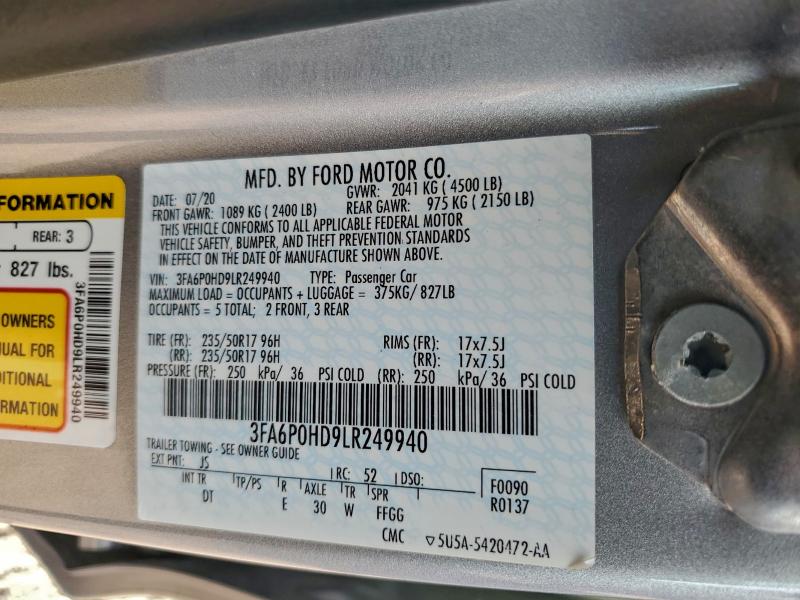 FORMATION
REAR: 3
827 lbs.
3FA6P0HD9LR249940
OWNERS
FOR
MFD. BY FORD MOTOR CO.
DATE: 07/20 GVWR: 2041 KG ( 4500 LB)
FRONT GAWR: 1089 KG ( 2400 LB) REAR GAWR: 975 KG ( 2150 LB)
THIS VEHICLE CONFORMS TO ALL APPLICABLE FEDERAL MOTOR
VEHICLE SAFETY, BUMPER, AND THEFT PREVENTION STANDARDS
IN EFFECT ON THE DATE OF MANUFACTURE SHOWN ABOVE.
VIN: 3FA6P0HD9LR249940 TYPE: Passenger Car
MAXIMUM LOAD = OCCUPANTS + LUGGAGE = 375KG/ 827LB
OCCUPANTS = 5 TOTAL; 2 FRONT, 3 REAR
TIRE (FR): 235/50R17 96H RIMS (FR): 17x7.5J
(RR): 235/50R17 96H (RR): 17x7.5J
PRESSURE (FR): 250 kPa/ 36 PSI COLD (RR): 250 kPa/ 36 PSI COLD
3FA6P0HD9LR249940
TRAILER TOWING - SEE OWNER GUIDE
EXT PNT: JS RC: 52 DSO: F0090
INT TR TP/PS R AXLE TR SPR R0137
DT E 30 W FFGG
CMC ▽5U5A-5420472-AA